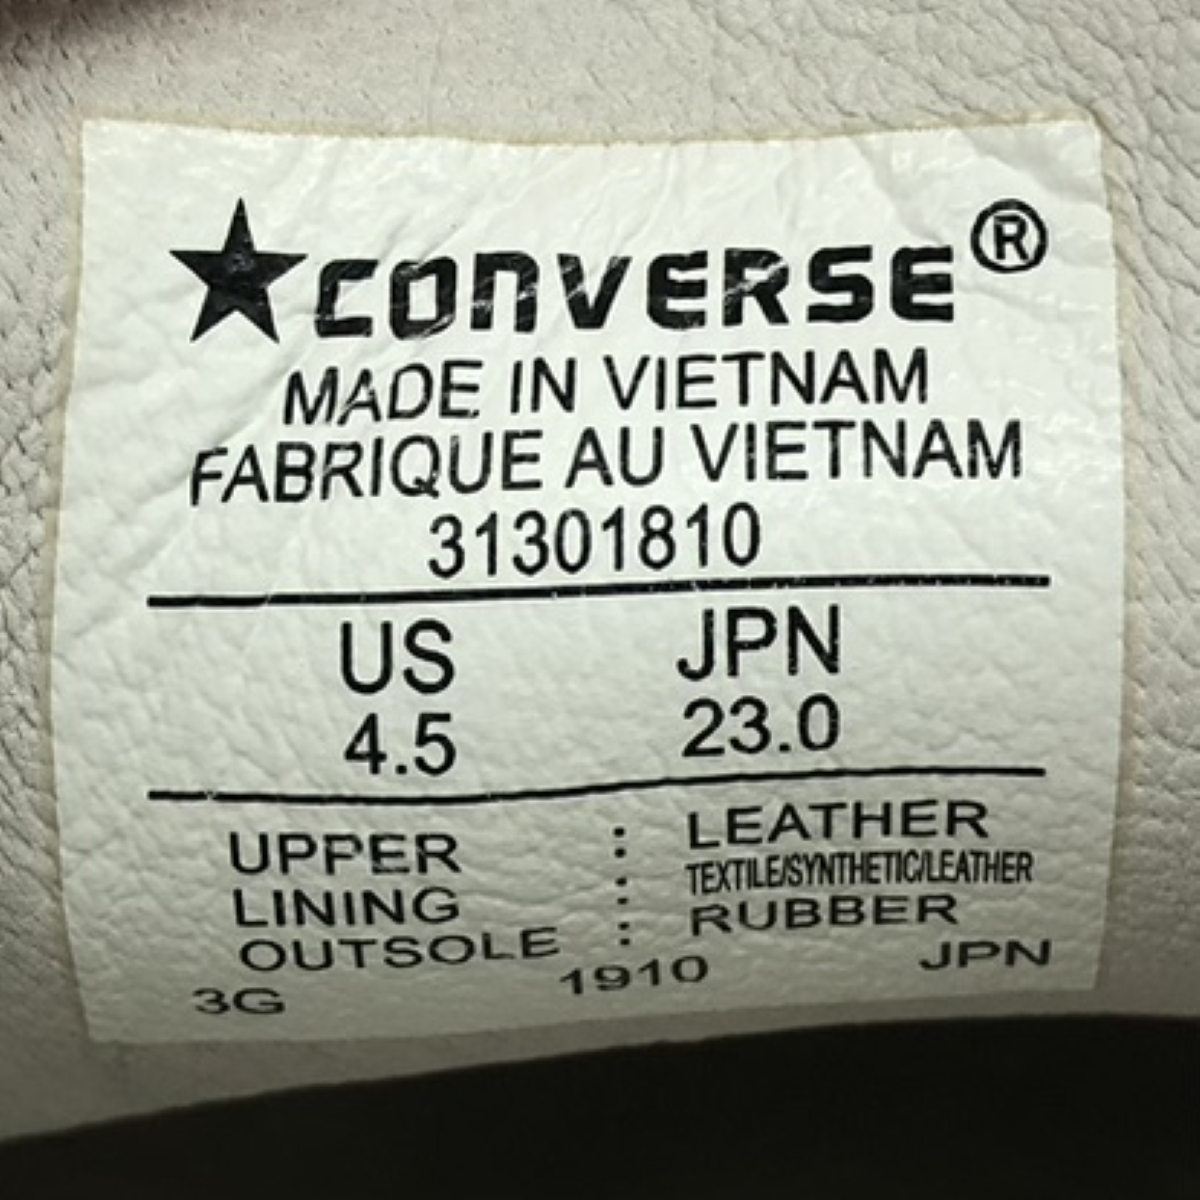 ★CONVERSE®
MADE IN VIETNAM
FABRIQUE AU VIETNAM
31301810
US JPN
4.5 23.0
UPPER : LEATHER
LINING : TEXTILE/SYNTHETIC/LEATHER
OUTSOLE : RUBBER
3G 1910 JPN